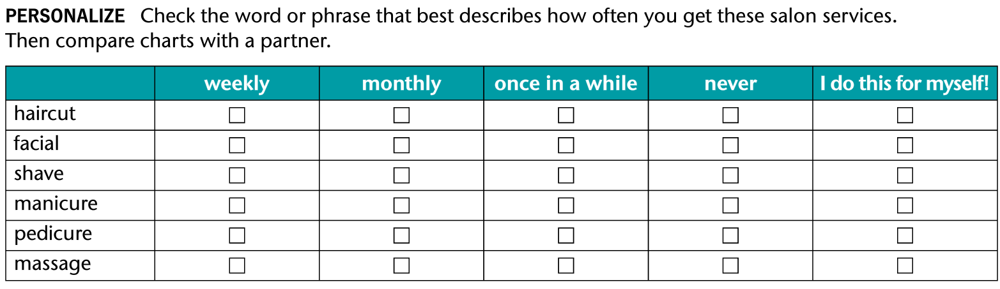 PERSONALIZE Check the word or phrase that best describes how often you get these salon services.
Then compare charts with a partner.
weekly monthly once in a while never I do this for myself!
haircut
facial
shave
manicure
pedicure
massage